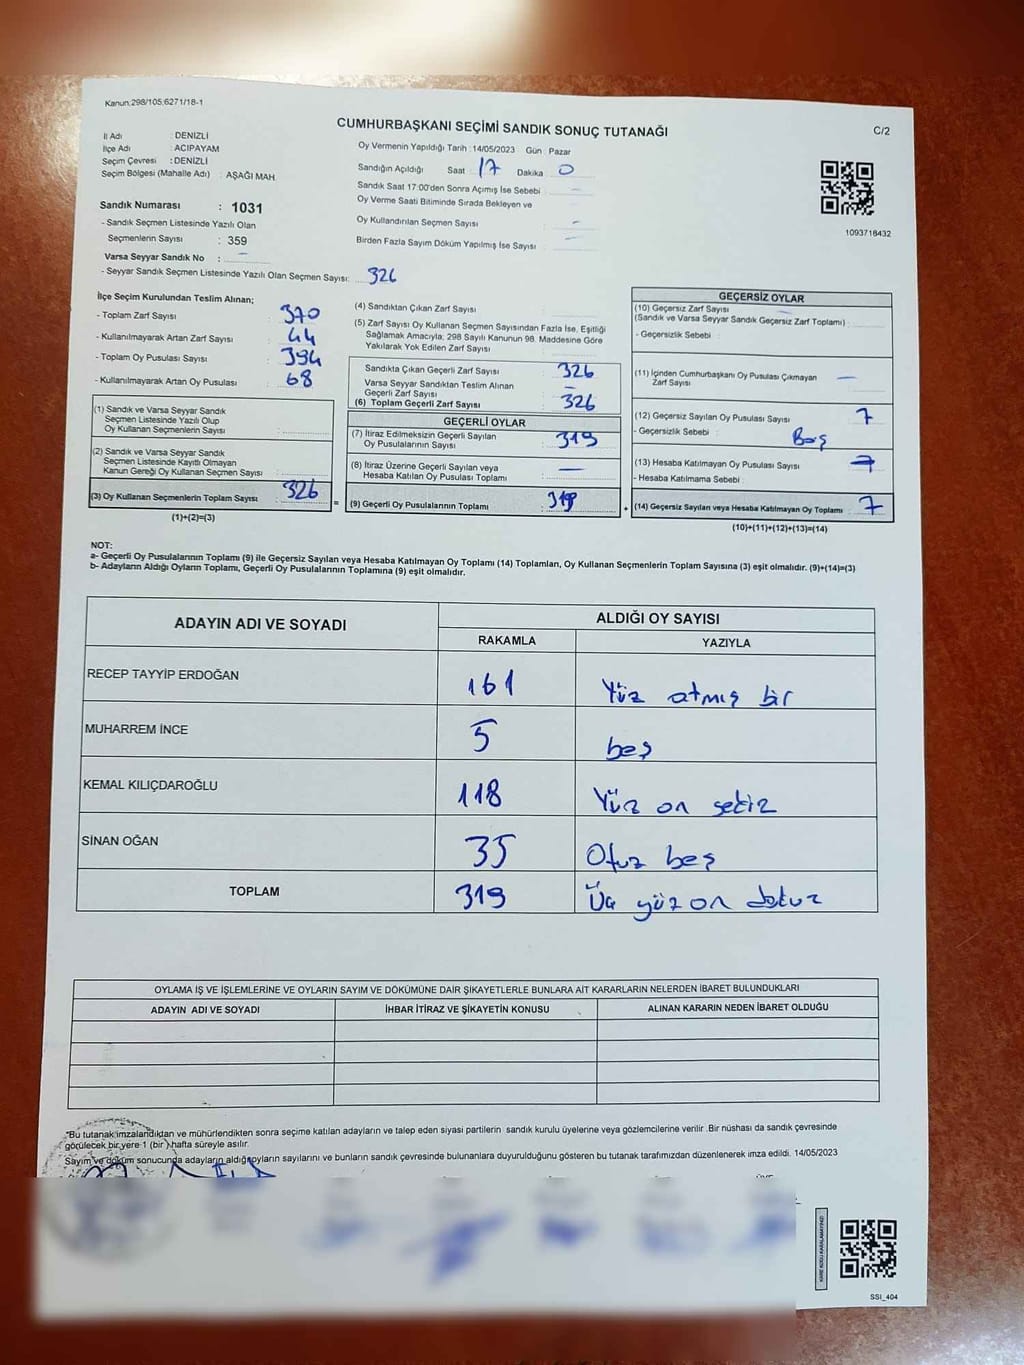 Kanun.298/105;6271/18-1
CUMHURBAŞKANI SEÇİMİ SANDIK SONUÇ TUTANAĞI
C/2
İl Adı : DENİZLİ
İlçe Adı : ACIPAYAM
Seçim Çevresi : DENİZLİ
Seçim Bölgesi (Mahalle Adı) : AŞAĞI MAH.
Sandık Numarası : 1031
- Sandık Seçmen Listesinde Yazılı Olan
Seçmenlerin Sayısı : 359
Varsa Seyyar Sandık No : -
- Seyyar Sandık Seçmen Listesinde Yazılı Olan Seçmen Sayısı: 326
Oy Vermenin Yapıldığı Tarih :14/05/2023 Gün : Pazar
Sandığın Açıldığı Saat 17 Dakika 0
Sandık Saat 17:00'den Sonra Açımış İse Sebebi -
Oy Verme Saati Bitiminde Sırada Bekleyen ve
Oy Kullandırılan Seçmen Sayısı : -
Birden Fazla Sayım Döküm Yapılmış İse Sayısı : -
1093718432
İlçe Seçim Kurulundan Teslim Alınan;
- Toplam Zarf Sayısı : 370
- Kullanılmayarak Artan Zarf Sayısı : 44
- Toplam Oy Pusulası Sayısı : 394
- Kullanılmayarak Artan Oy Pusulası : 68
(1) Sandık ve Varsa Seyyar Sandık
Seçmen Listesinde Yazılı Olup
Oy Kullanan Seçmenlerin Sayısı :
(2) Sandık ve Varsa Seyyar Sandık
Seçmen Listesinde Kayıtlı Olmayan
Kanun Gereği Oy Kullanan Seçmen Sayısı :
(3) Oy Kullanan Seçmenlerin Toplam Sayısı : 326
(1)+(2)=(3)
=
(4) Sandıktan Çıkan Zarf Sayısı :
(5) Zarf Sayısı Oy Kullanan Seçmen Sayısından Fazla İse, Eşitliği
Sağlamak Amacıyla; 298 Sayılı Kanunun 98. Maddesine Göre
Yakılarak Yok Edilen Zarf Sayısı :
Sandıkta Çıkan Geçerli Zarf Sayısı : 326
Varsa Seyyar Sandıktan Teslim Alınan
Geçerli Zarf Sayısı : -
(6) Toplam Geçerli Zarf Sayısı : 326
GEÇERLİ OYLAR
(7) İtiraz Edilmeksizin Geçerli Sayılan
Oy Pusulalarının Sayısı : 319
(8) İtiraz Üzerine Geçerli Sayılan veya
Hesaba Katılan Oy Pusulası Toplamı : —
(9) Geçerli Oy Pusulalarının Toplamı : 319
+
GEÇERSİZ OYLAR
(10) Geçersiz Zarf Sayısı
(Sandık ve Varsa Seyyar Sandık Geçersiz Zarf Toplamı) :
- Geçersizlik Sebebi :
(11) İçinden Cumhurbaşkanı Oy Pusulası Çıkmayan —
Zarf Sayısı
(12) Geçersiz Sayılan Oy Pusulası Sayısı : 7
- Geçersizlik Sebebi : Boş
(13) Hesaba Katılmayan Oy Pusulası Sayısı :
- Hesaba Katılmama Sebebi :
(14) Geçersiz Sayılan veya Hesaba Katılmayan Oy Toplamı : 7
(10)+(11)+(12)+(13)=(14)
NOT:
a- Geçerli Oy Pusulalarının Toplamı (9) ile Geçersiz Sayılan veya Hesaba Katılmayan Oy Toplamı (14) Toplamları, Oy Kullanan Seçmenlerin Toplam Sayısına (3) eşit olmalıdır. (9)+(14)=(3)
b- Adayların Aldığı Oyların Toplamı, Geçerli Oy Pusulalarının Toplamına (9) eşit olmalıdır.
ADAYIN ADI VE SOYADI
ALDIĞI OY SAYISI
RAKAMLA YAZIYLA
RECEP TAYYİP ERDOĞAN 161 Yüz atmış bir
MUHARREM İNCE 5 beş
KEMAL KILIÇDAROĞLU 118 Yüz on sekiz
SİNAN OĞAN 35 Otuz beş
TOPLAM 319 Üç yüz on dokuz
OYLAMA İŞ VE İŞLEMLERİNE VE OYLARIN SAYIM VE DÖKÜMÜNE DAİR ŞİKAYETLERLE BUNLARA AİT KARARLARIN NELERDEN İBARET BULUNDUKLARI
ADAYIN ADI VE SOYADI İHBAR İTİRAZ VE ŞİKAYETİN KONUSU ALINAN KARARIN NEDEN İBARET OLDUĞU
"Bu tutanak imzalandıktan ve mühürlendikten sonra seçime katılan adayların ve talep eden siyasi partilerin sandık kurulu üyelerine veya gözlemcilerine verilir .Bir nüshası da sandık çevresinde
görülecek bir yere 1 (bir ) hafta süreyle asılır.
Sayım ve döküm sonucunda adayların aldığı oyların sayılarını ve bunların sandık çevresinde bulunanlara duyurulduğunu gösteren bu tutanak tarafımızdan düzenlenerek imza edildi. 14/05/2023
SSI_404